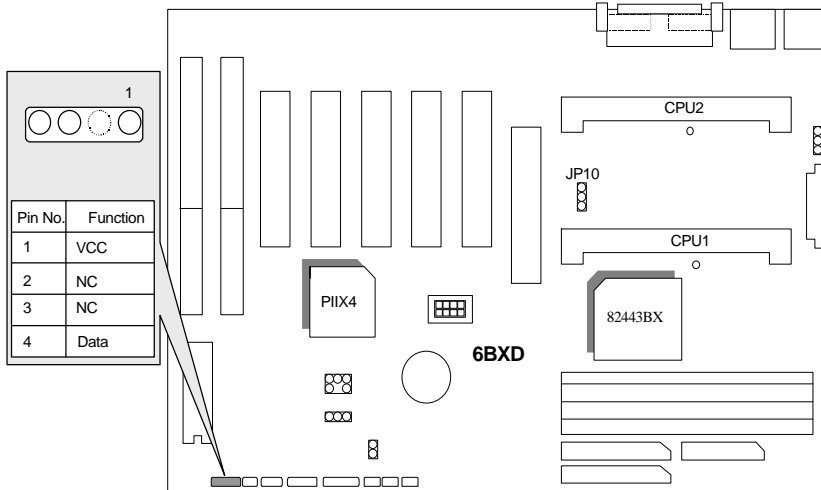 1
Pin No. Function
1 VCC
2 NC
3 NC
4 Data
CPU2
JP10
CPU1
PIIX4
82443BX
6BXD